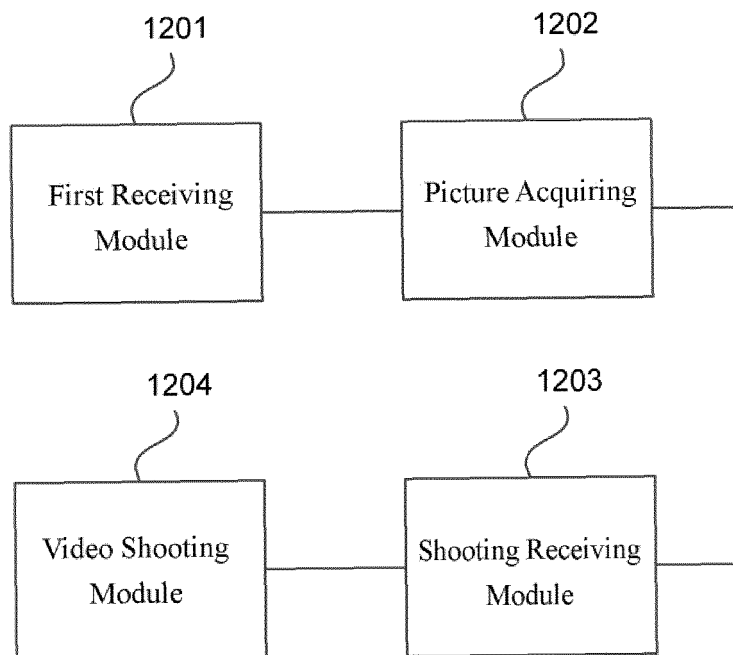 1201
1202
First Receiving
Module
Picture Acquiring
Module
1204
1203
Video Shooting
Module
Shooting Receiving
Module